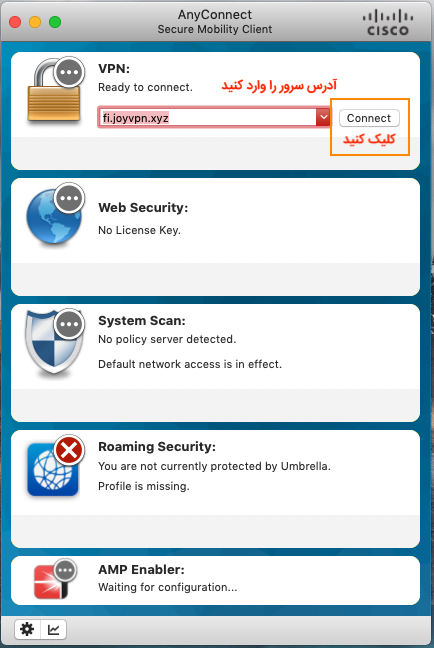 AnyConnect
Secure Mobility Client
CISCO
VPN:
Ready to connect.
آدرس سرور را وارد کنید
fi.joyvpn.xyz
Connect
کلیک کنید
Web Security:
No License Key.
System Scan:
No policy server detected.
Default network access is in effect.
Roaming Security:
You are not currently protected by Umbrella.
Profile is missing.
AMP Enabler:
Waiting for configuration...